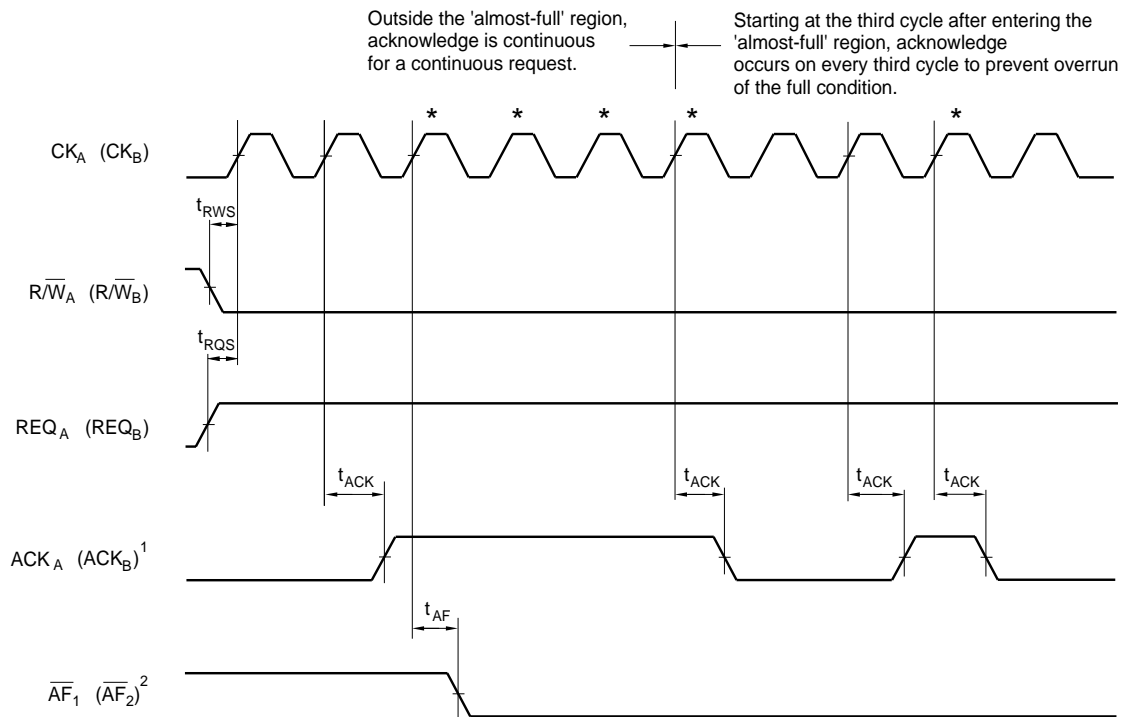 Outside the 'almost-full' region,
acknowledge is continuous
for a continuous request.
Starting at the third cycle after entering the
'almost-full' region, acknowledge
occurs on every third cycle to prevent overrun
of the full condition.
* * * * *
CKA (CKB)
tRWS
R/W̅A (R/W̅B)
tRQS
REQA (REQB)
tACK tACK tACK tACK
ACKA (ACKB)1
tAF
A̅F̅1 (A̅F̅2)2